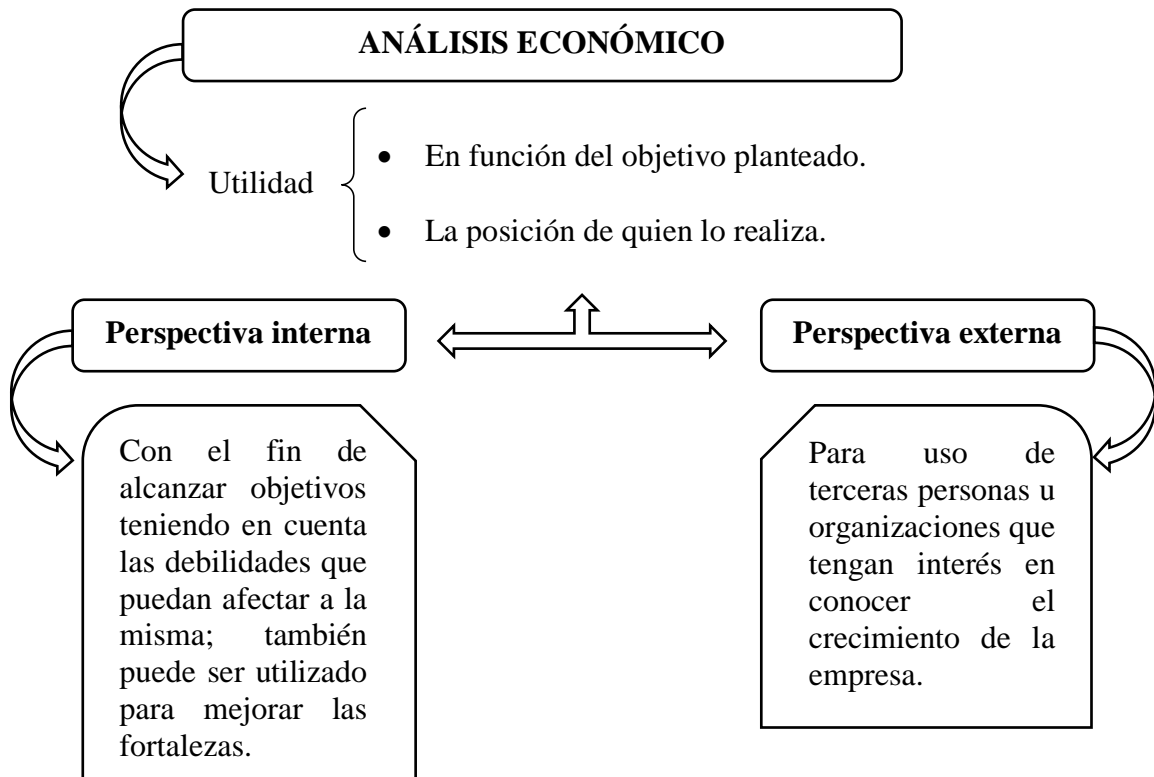 ANÁLISIS ECONÓMICO
Utilidad
• En función del objetivo planteado.
• La posición de quien lo realiza.
Perspectiva interna
Perspectiva externa
Con el fin de
alcanzar objetivos
teniendo en cuenta
las debilidades que
puedan afectar a la
misma; también
puede ser utilizado
para mejorar las
fortalezas.
Para uso de
terceras personas u
organizaciones que
tengan interés en
conocer el
crecimiento de la
empresa.